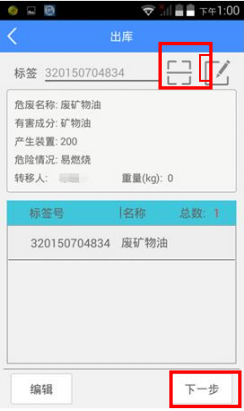 下午1:00
出库
标签 320150704834
危废名称: 废矿物油
有害成分: 矿物油
产生装置: 200
危险情况: 易燃烧
转移人: 重量(kg): 0
标签号 名称 总数: 1
320150704834 废矿物油
编辑 下一步